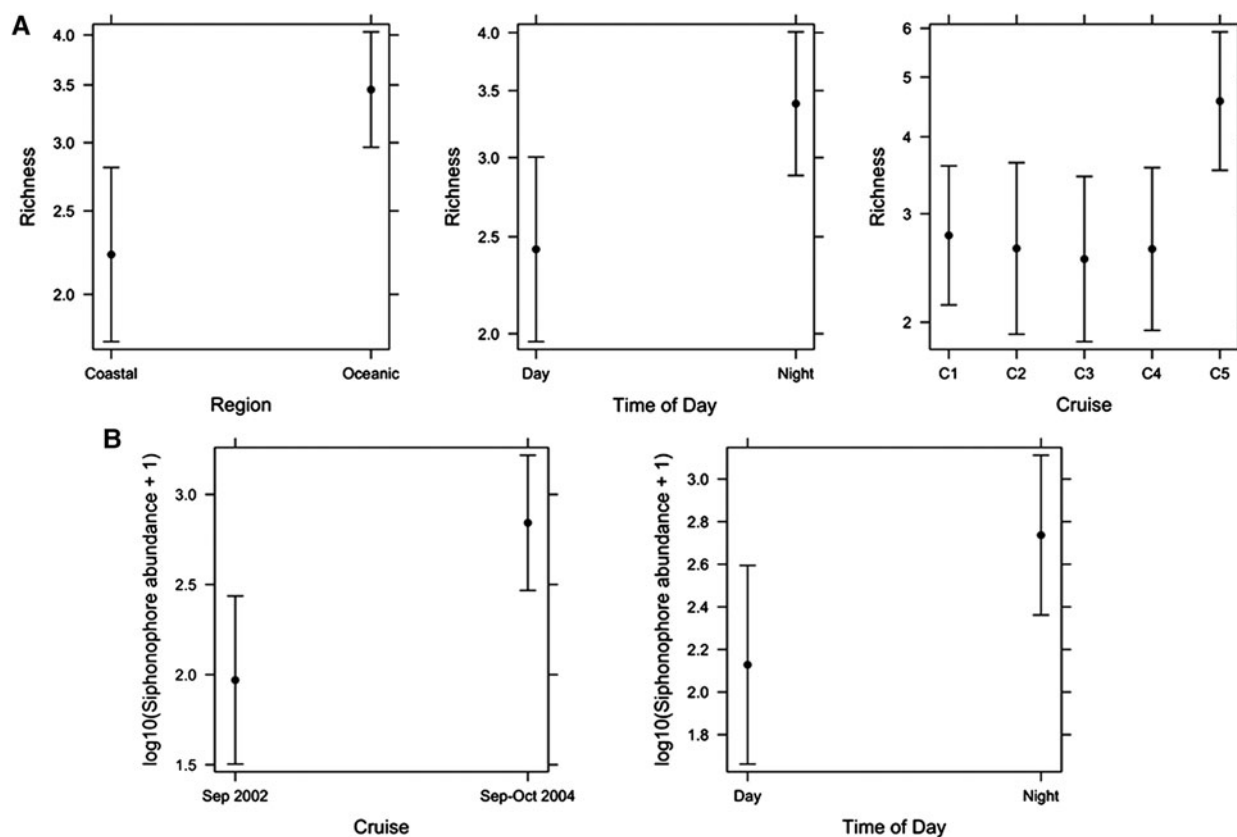 A
Richness
4.0
3.5
3.0
2.5
2.0
Coastal Oceanic
Region
Richness
4.0
3.5
3.0
2.5
2.0
Day Night
Time of Day
Richness
6
5
4
3
2
C1 C2 C3 C4 C5
Cruise
B
log10(Siphonophore abundance + 1)
3.0
2.5
2.0
1.5
Sep 2002 Sep-Oct 2004
Cruise
log10(Siphonophore abundance + 1)
3.0
2.8
2.6
2.4
2.2
2.0
1.8
Day Night
Time of Day